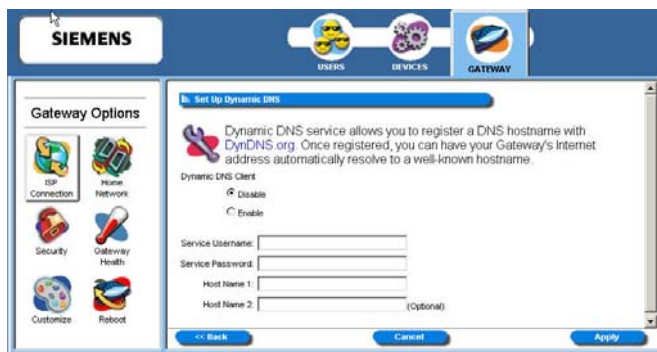 SIEMENS
USERS
DEVICES
GATEWAY
Gateway Options
ISP
Connection
Home
Network
Security
Gateway
Health
Customize
Reboot
Set Up Dynamic DNS
Dynamic DNS service allows you to register a DNS hostname with
DynDNS.org. Once registered, you can have your Gateway's Internet
address automatically resolve to a well-known hostname.
Dynamic DNS Client
Disable
Enable
Service Username:
Service Password:
Host Name 1:
Host Name 2:
(Optional)
<< Back
Cancel
Apply